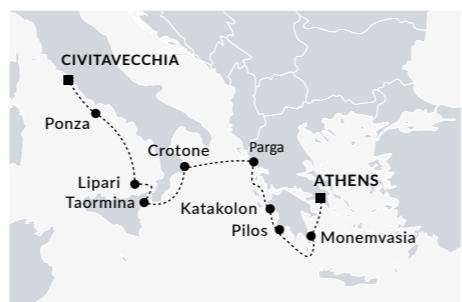 CIVITAVECCHIA
Ponza
Crotone
Parga
Lipari
ATHENS
Taormina
Katakolon
Pilos
Monemvasia